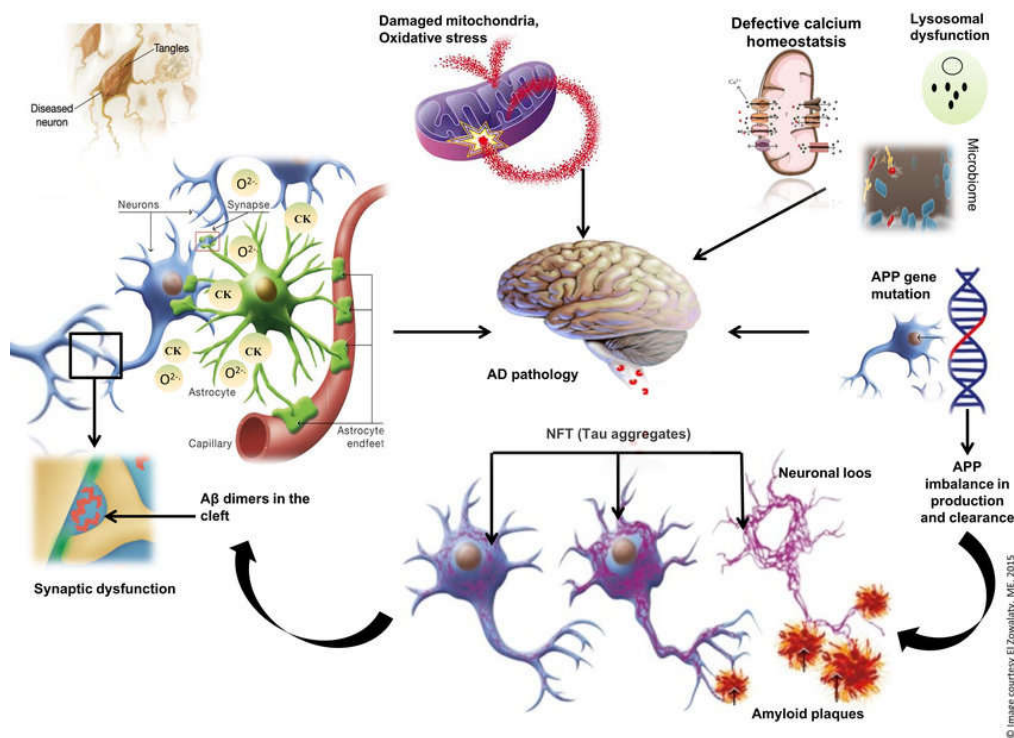 Damaged mitochondria,
Oxidative stress
Defective calcium
homeostatsis
Lysosomal
dysfunction
Tangles
Diseased
neuron
Ca²⁺
Microbiome
O²⁻·
Neurons
Synapse
CK
O²⁻·
CK
APP gene
mutation
CK
CK
O²⁻·
O²⁻·
Astrocyte
AD pathology
Capillary
Astrocyte
endfeet
NFT (Tau aggregates)
Neuronal loos
APP
imbalance in
production
and clearance
Aβ dimers in the
cleft
Synaptic dysfunction
Amyloid plaques
© Image courtesy El Zowalaty, ME, 2015